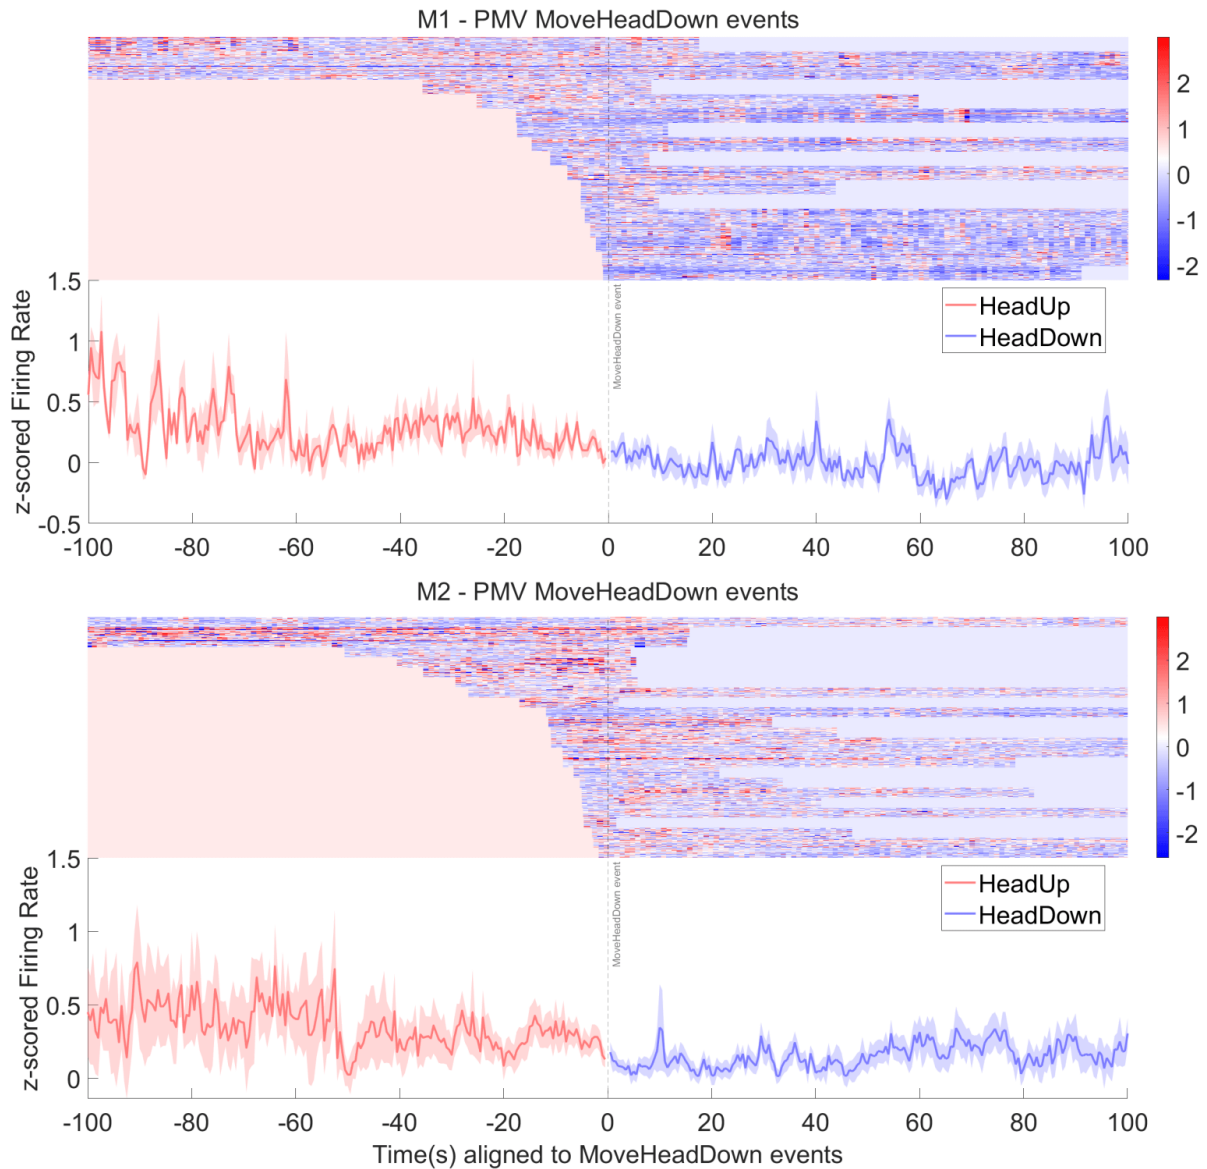 M1 - PMV MoveHeadDown events
2
1
0
-1
-2
1.5
1
0.5
0
-0.5
z-scored Firing Rate
MoveHeadDown event
HeadUp
HeadDown
-100 -80 -60 -40 -20 0 20 40 60 80 100
M2 - PMV MoveHeadDown events
2
1
0
-1
-2
1.5
1
0.5
0
z-scored Firing Rate
MoveHeadDown event
HeadUp
HeadDown
-100 -80 -60 -40 -20 0 20 40 60 80 100
Time(s) aligned to MoveHeadDown events